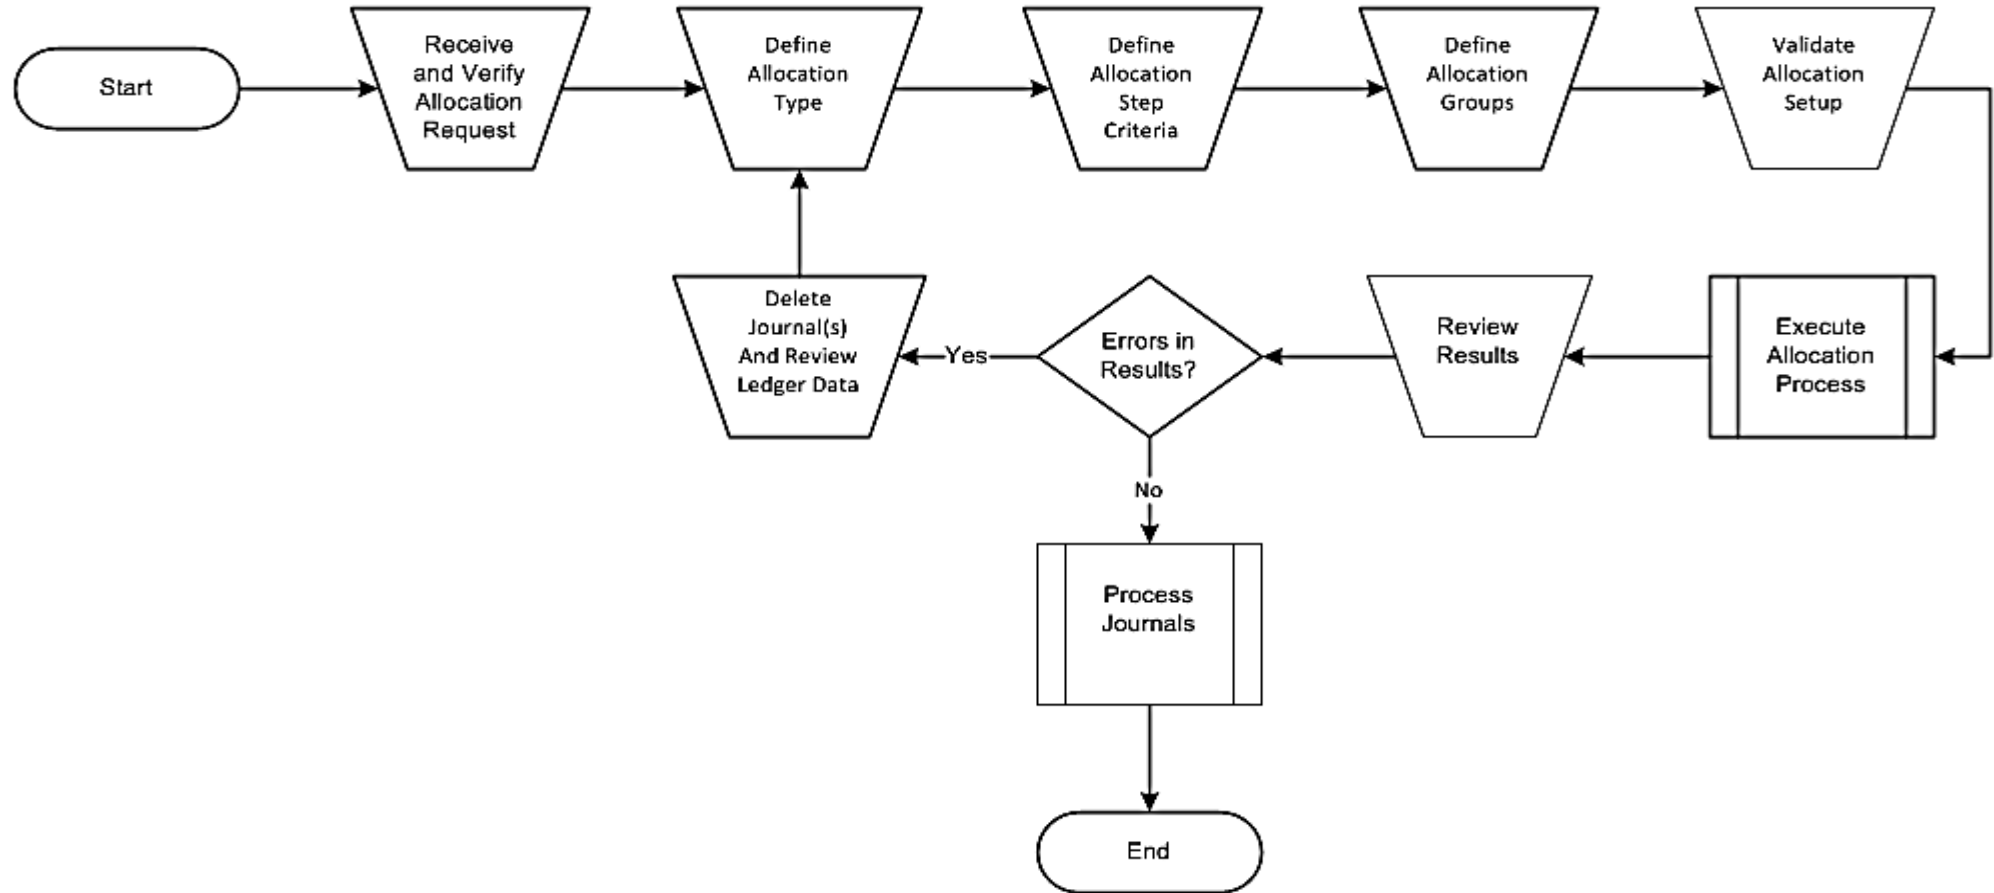 Start
Receive
and Verify
Allocation
Request
Define
Allocation
Type
Define
Allocation
Step
Criteria
Define
Allocation
Groups
Validate
Allocation
Setup
Execute
Allocation
Process
Review
Results
Errors in
Results?
Yes
Delete
Journal(s)
And Review
Ledger Data
No
Process
Journals
End